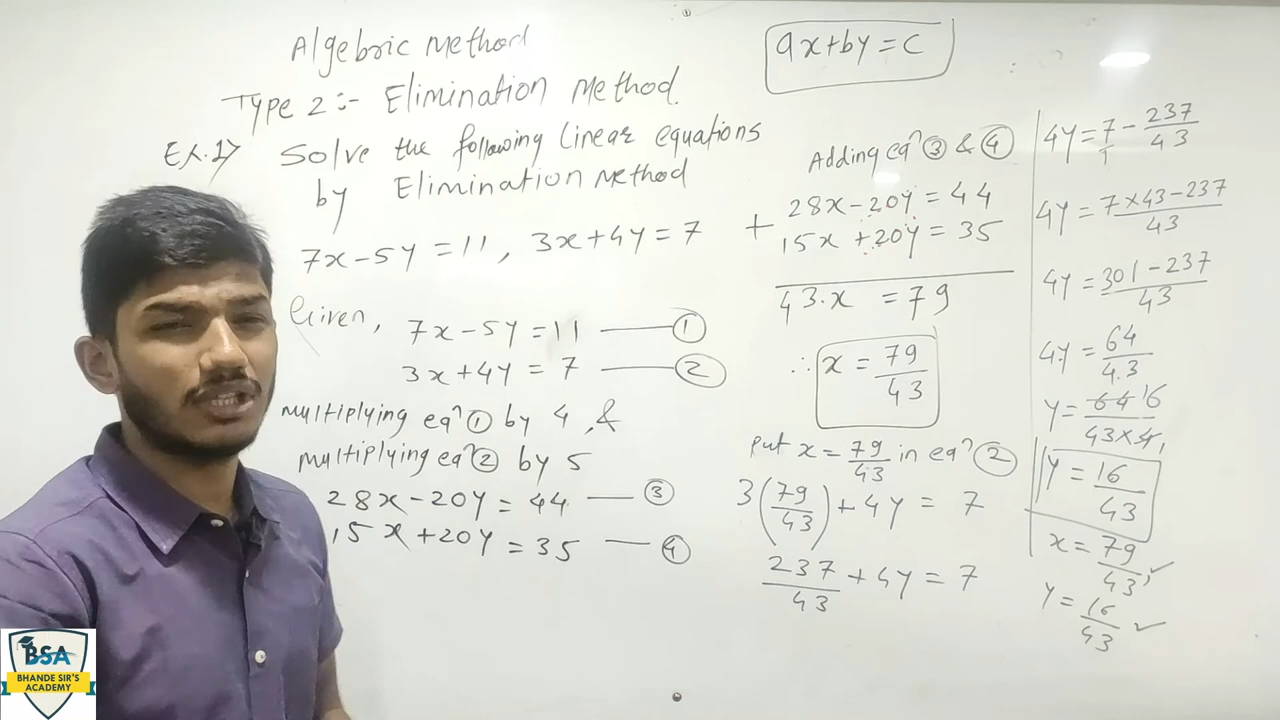 Algebric Method
Type 2:- Elimination Method.
Ex.1> Solve the following linear equations
by Elimination Method
7x-5y=11, 3x+4y=7
Given, 7x-5y=11 —— ①
3x+4y=7 —— ②
Multiplying eqⁿ ① by 4, &
Multiplying eqⁿ ② by 5
28x-20y=44 —— ③
15x+20y=35 —— ④
ax+by=c
Adding eqⁿ ③ & ④
28x-20y=44
+ 15x+20y=35
43.x =79
∴ x = 79/43
Put x = 79/43 in eqⁿ ②
3(79/43)+4y = 7
237/43+4y = 7
4y = 7/1 - 237/43
4y = 7×43-237/43
4y = 301-237/43
4y = 64/43
y = 64 16/43×4 1
y = 16/43
x = 79/43, ✓
y = 16/43 ✓
BSA
BHANDE SIR'S
ACADEMY